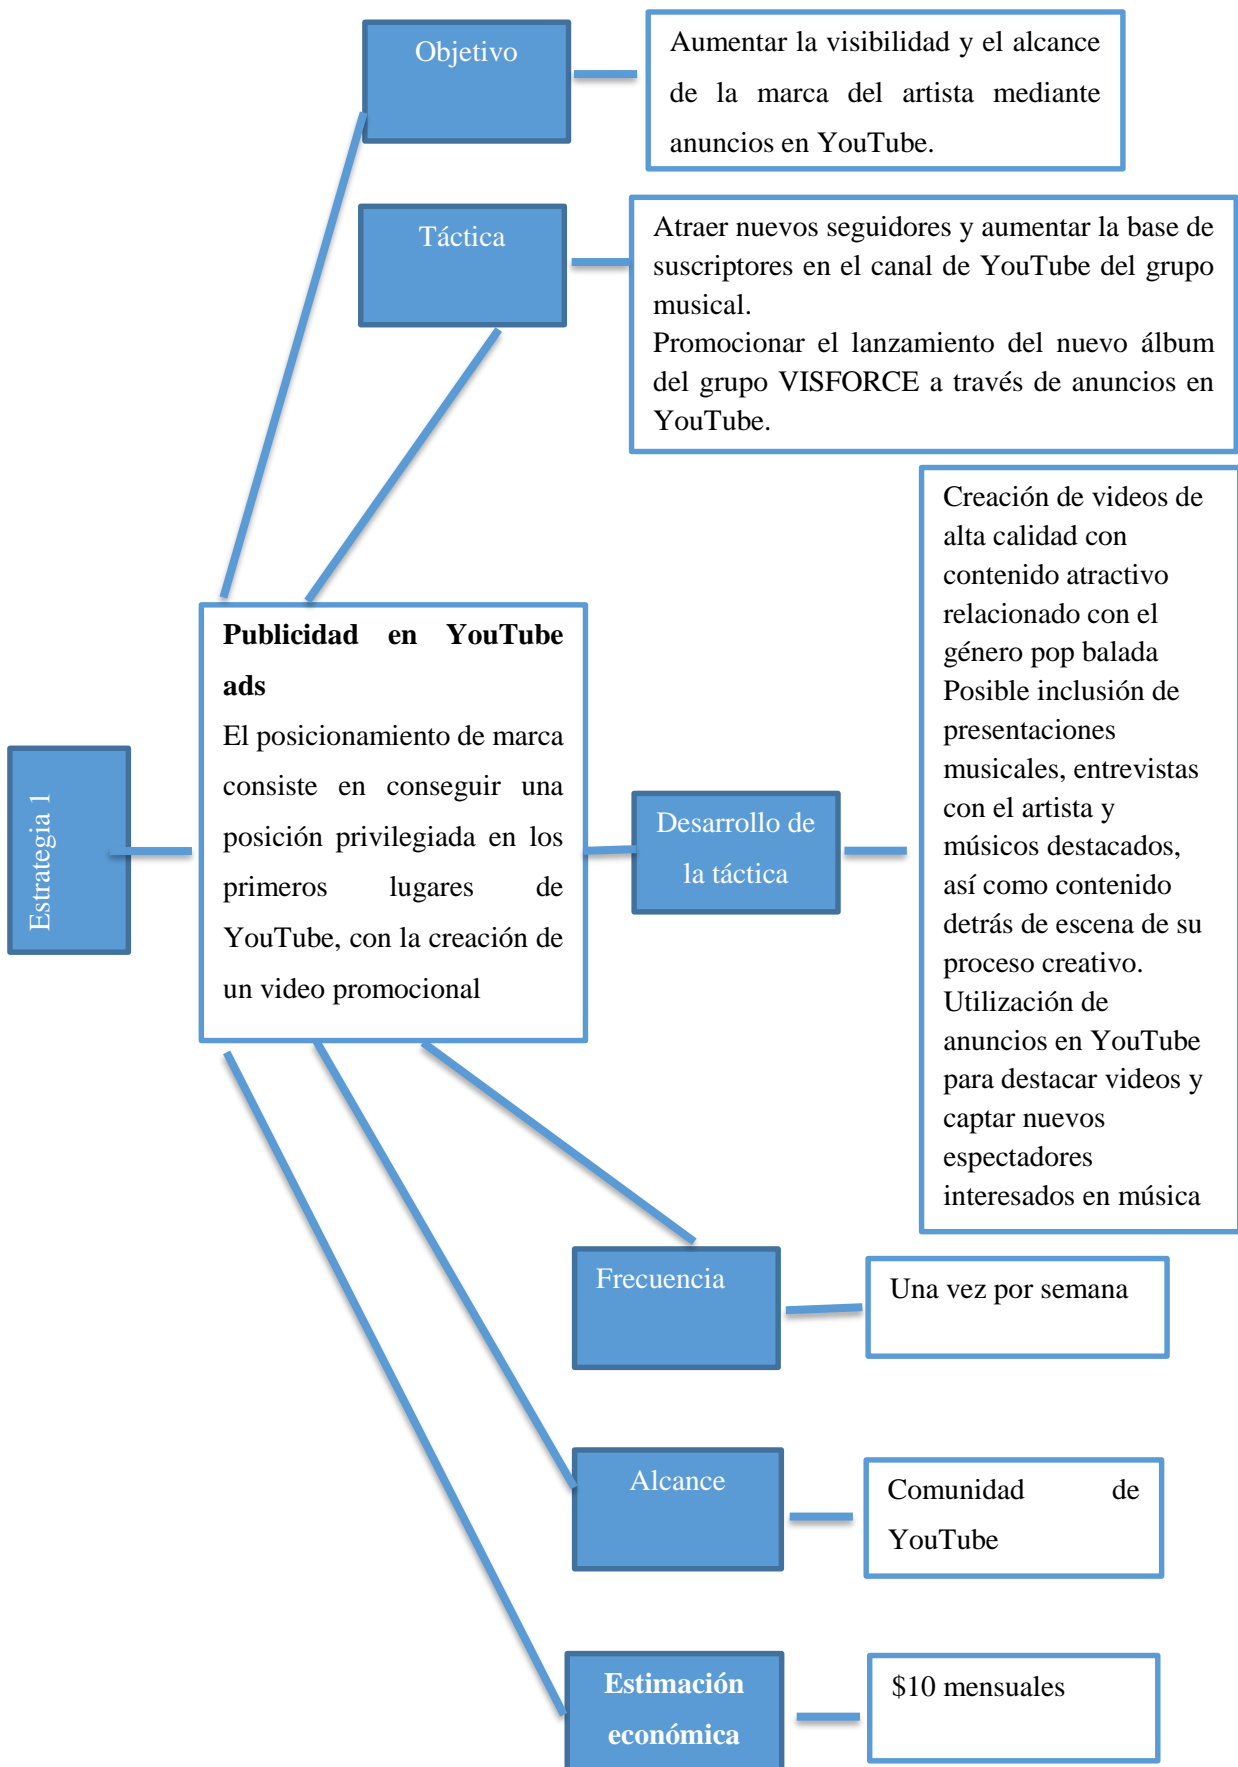 Objetivo
Aumentar la visibilidad y el alcance
de la marca del artista mediante
anuncios en YouTube.
Táctica
Atraer nuevos seguidores y aumentar la base de
suscriptores en el canal de YouTube del grupo
musical.
Promocionar el lanzamiento del nuevo álbum
del grupo VISFORCE a través de anuncios en
YouTube.
Estrategia 1
Publicidad en YouTube
ads
El posicionamiento de marca
consiste en conseguir una
posición privilegiada en los
primeros lugares de
YouTube, con la creación de
un video promocional
Desarrollo de
la táctica
Creación de videos de
alta calidad con
contenido atractivo
relacionado con el
género pop balada
Posible inclusión de
presentaciones
musicales, entrevistas
con el artista y
músicos destacados,
así como contenido
detrás de escena de su
proceso creativo.
Utilización de
anuncios en YouTube
para destacar videos y
captar nuevos
espectadores
interesados en música
Frecuencia
Una vez por semana
Alcance
Comunidad de
YouTube
Estimación
económica
$10 mensuales